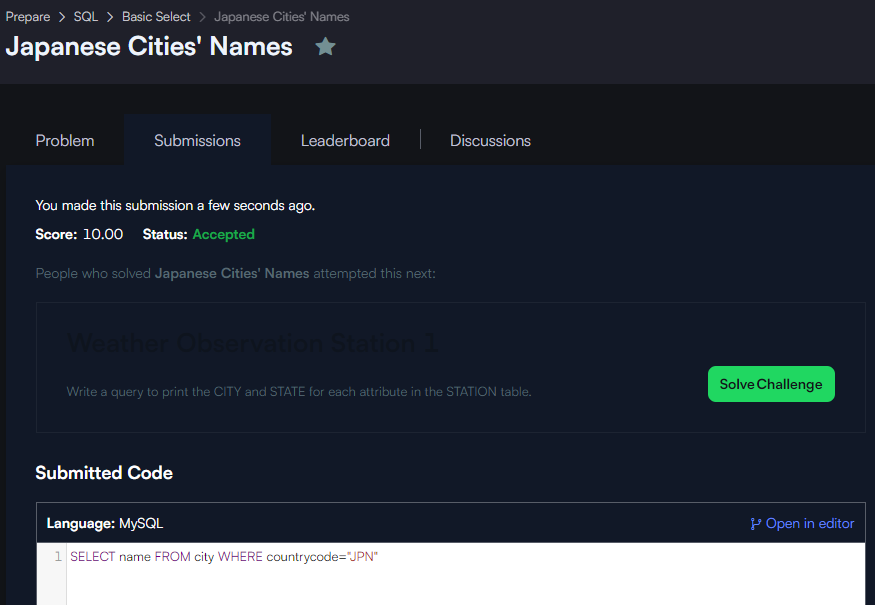 Prepare > SQL > Basic Select > Japanese Cities' Names
Japanese Cities' Names
Problem Submissions Leaderboard Discussions
You made this submission a few seconds ago.
Score: 10.00 Status: Accepted
People who solved Japanese Cities' Names attempted this next:
Weather Observation Station 1
Write a query to print the CITY and STATE for each attribute in the STATION table.
Solve Challenge
Submitted Code
Language: MySQL Open in editor
1 SELECT name FROM city WHERE countrycode="JPN"